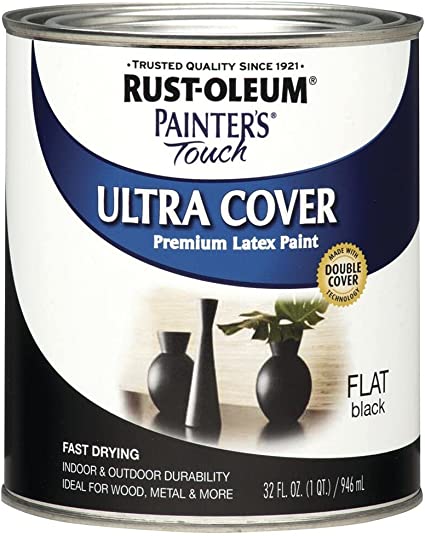 •TRUSTED QUALITY SINCE 1921•
RUST-OLEUM®
PAINTER'S®
Touch
ULTRA COVER
Premium Latex Paint
MADE WITH
DOUBLE
COVER
TECHNOLOGY
FLAT
black
FAST DRYING
INDOOR & OUTDOOR DURABILITY
IDEAL FOR WOOD, METAL & MORE
32 FL. OZ. (1 QT.) / 946 mL